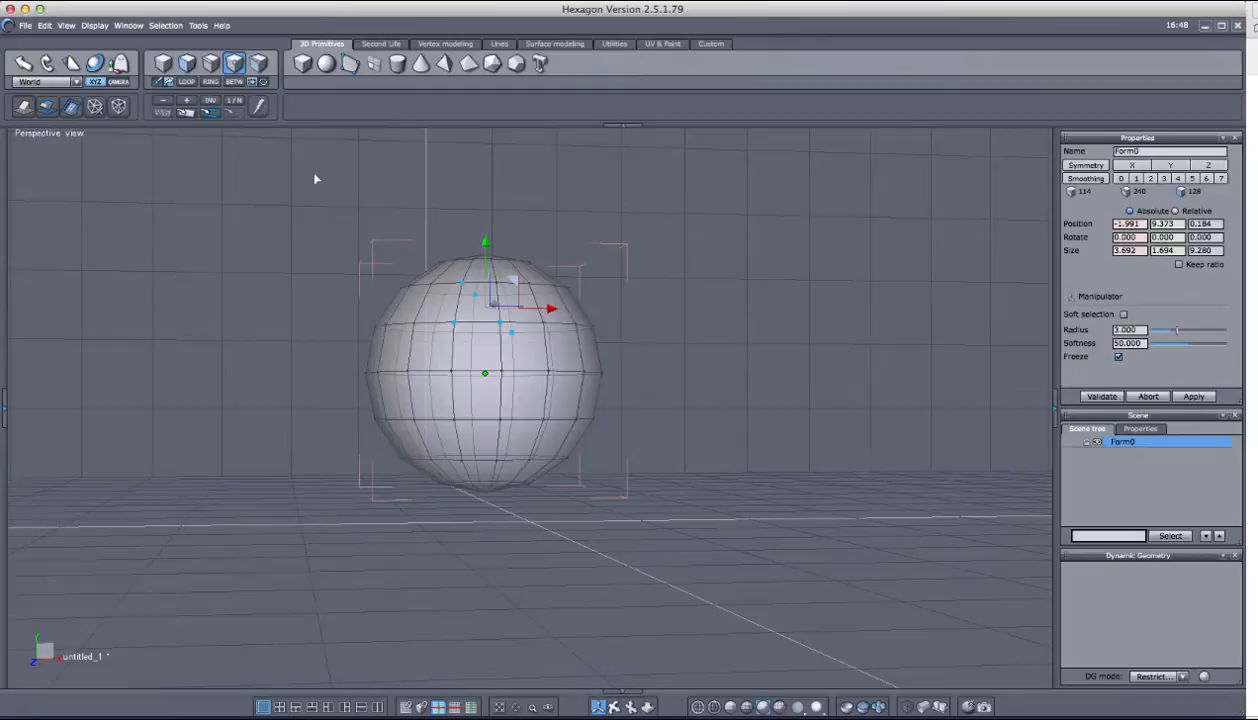 Hexagon Version 2.5.1.79
File Edit View Display Window Selection Tools Help
16:48
3D Primitives Second Life Vertex modeling Lines Surface modeling Utilities UV & Paint Custom
World XYZ CAMERA LOOP RING BETW
- + INV 1 / N
Perspective view
Properties
Name Form0
Symmetry X Y Z
Smoothing 0 1 2 3 4 5 6 7
114 240 128
Absolute Relative
Position -1.991 9.373 0.184
Rotate 0.000 0.000 0.000
Size 3.692 1.694 9.280
Keep ratio
Manipulator
Soft selection
Radius 3.000
Softness 50.000
Freeze
Validate Abort Apply
Scene
Scene tree Properties
Form0
Select
Dynamic Geometry
Y
Z X untitled_1 *
DG mode: Restrict...